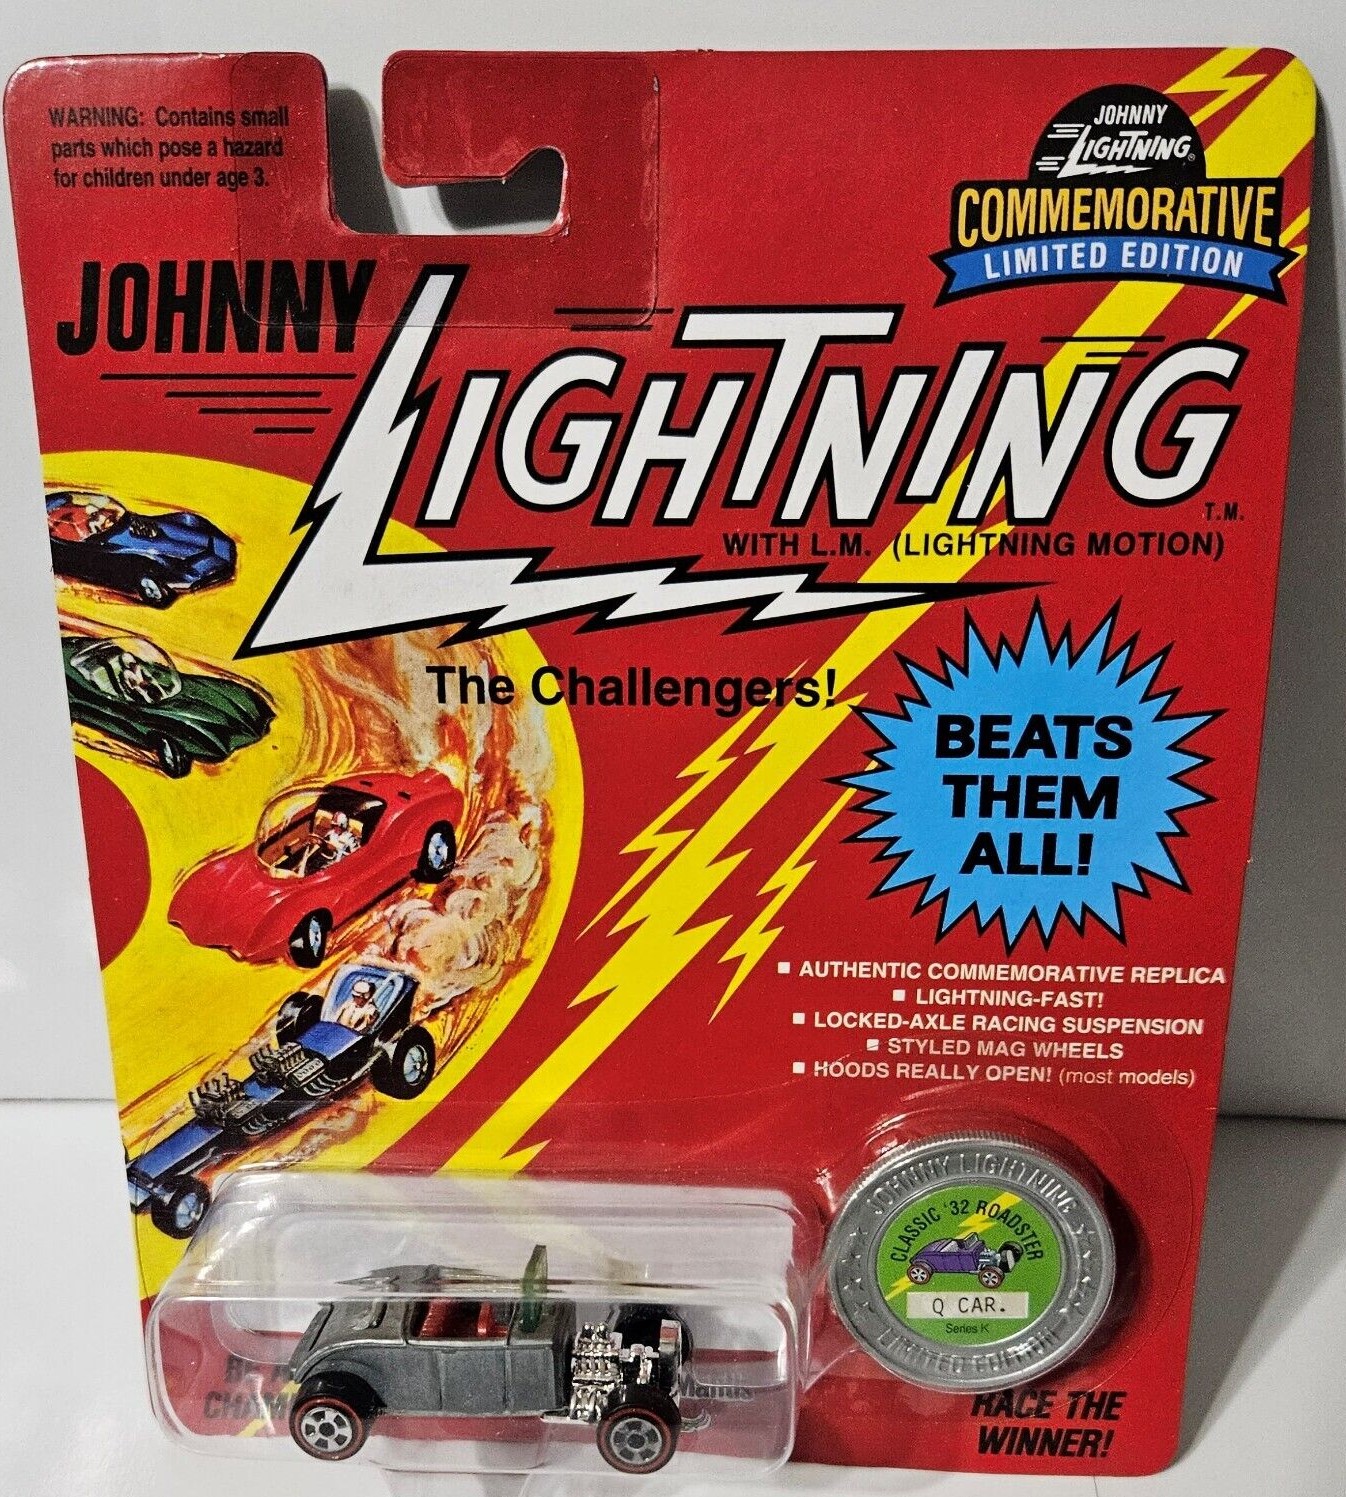 WARNING: Contains small
parts which pose a hazard
for children under age 3.
JOHNNY
LIGHTNING®
COMMEMORATIVE
LIMITED EDITION
JOHNNY
LIGHTNING
T.M.
WITH L.M. (LIGHTNING MOTION)
The Challengers!
BEATS
THEM
ALL!
▪ AUTHENTIC COMMEMORATIVE REPLICA
▪ LIGHTNING-FAST!
▪ LOCKED-AXLE RACING SUSPENSION
▪ STYLED MAG WHEELS
▪ HOODS REALLY OPEN! (most models)
JOHNNY LIGHTNING
CLASSIC '32 ROADSTER
Q CAR.
Series K
LIMITED EDITION
RACE THE
WINNER!